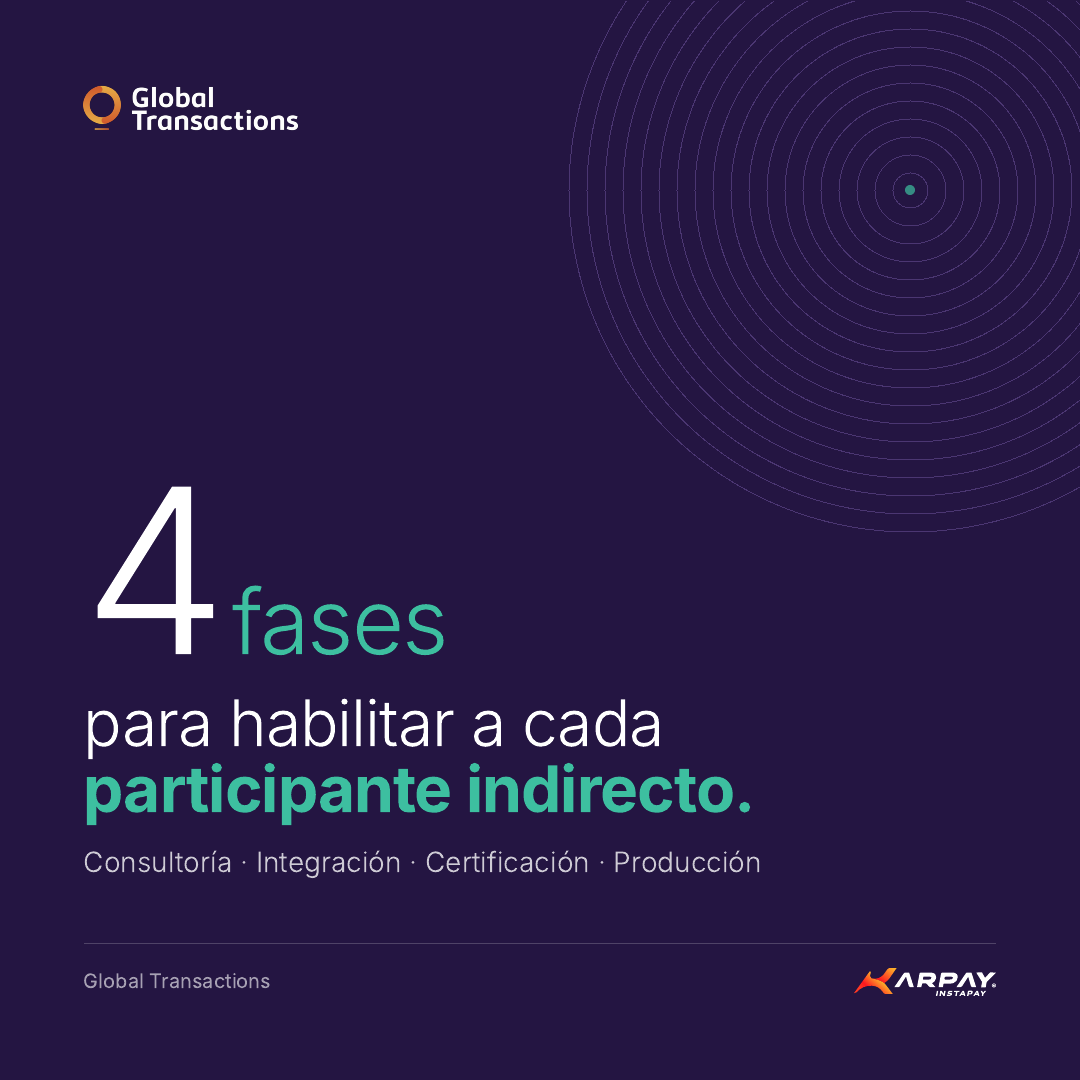 Global
Transactions
4 fases
para habilitar a cada
participante indirecto.
Consultoría · Integración · Certificación · Producción
Global Transactions
ARPAY®
INSTAPAY